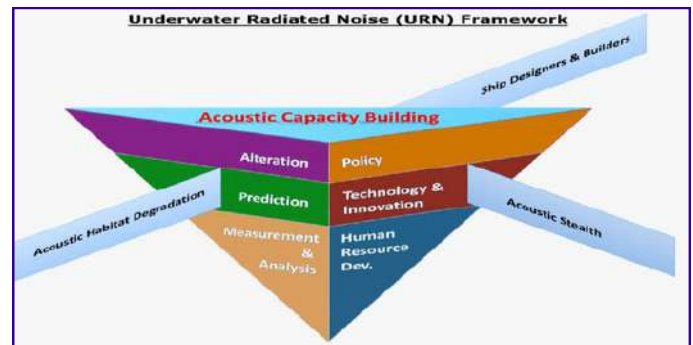 Underwater Radiated Noise (URN) Framework
Ship Designers & Builders
Acoustic Capacity Building
Alteration
Policy
Prediction
Technology &
Innovation
Acoustic Habitat Degradation
Acoustic Stealth
Measurement
&
Analysis
Human
Resource
Dev.